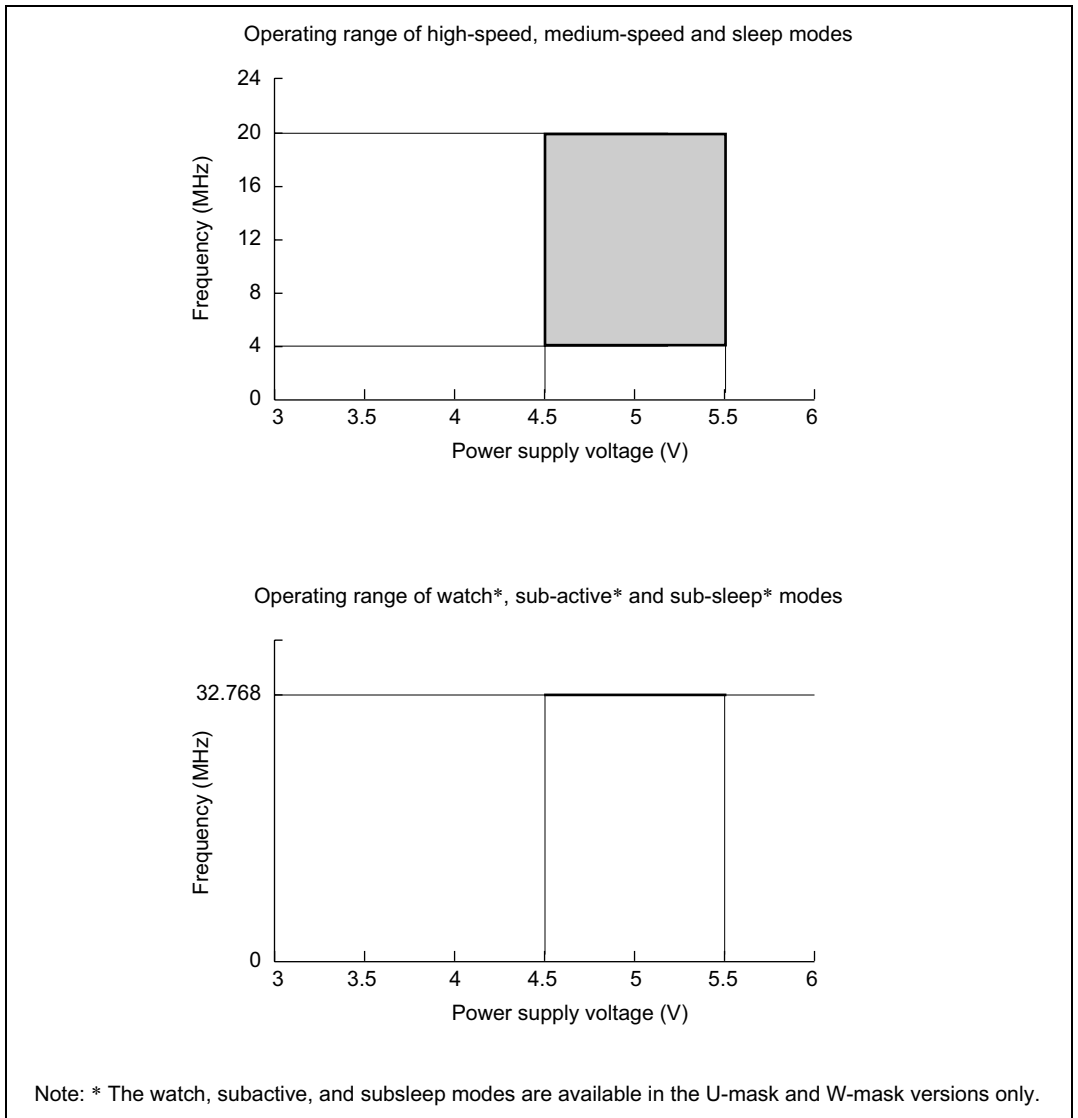 Operating range of high-speed, medium-speed and sleep modes
24
20
16
12
8
4
0
Frequency (MHz)
3 3.5 4 4.5 5 5.5 6
Power supply voltage (V)
Operating range of watch*, sub-active* and sub-sleep* modes
32.768
0
Frequency (MHz)
3 3.5 4 4.5 5 5.5 6
Power supply voltage (V)
Note: * The watch, subactive, and subsleep modes are available in the U-mask and W-mask versions only.